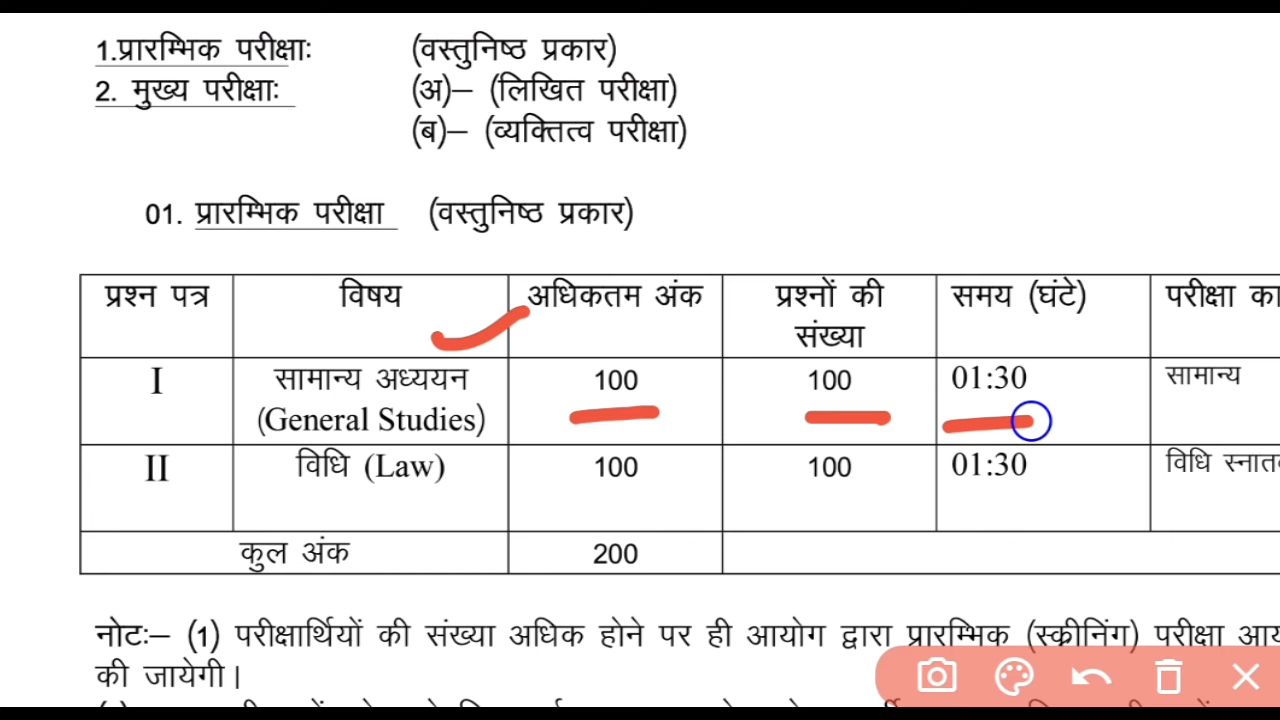 1.प्रारम्भिक परीक्षाः (वस्तुनिष्ठ प्रकार)
2. मुख्य परीक्षाः (अ)– (लिखित परीक्षा)
(ब)– (व्यक्तित्व परीक्षा)
01. प्रारम्भिक परीक्षा (वस्तुनिष्ठ प्रकार)
प्रश्न पत्र विषय अधिकतम अंक प्रश्नों की समय (घंटे) परीक्षा का
संख्या
I सामान्य अध्ययन 100 100 01:30 सामान्य
(General Studies)
II विधि (Law) 100 100 01:30 विधि स्नात
कुल अंक 200
नोटः– (1) परीक्षार्थियों की संख्या अधिक होने पर ही आयोग द्वारा प्रारम्भिक (स्क्रीनिंग) परीक्षा आय
की जायेगी।